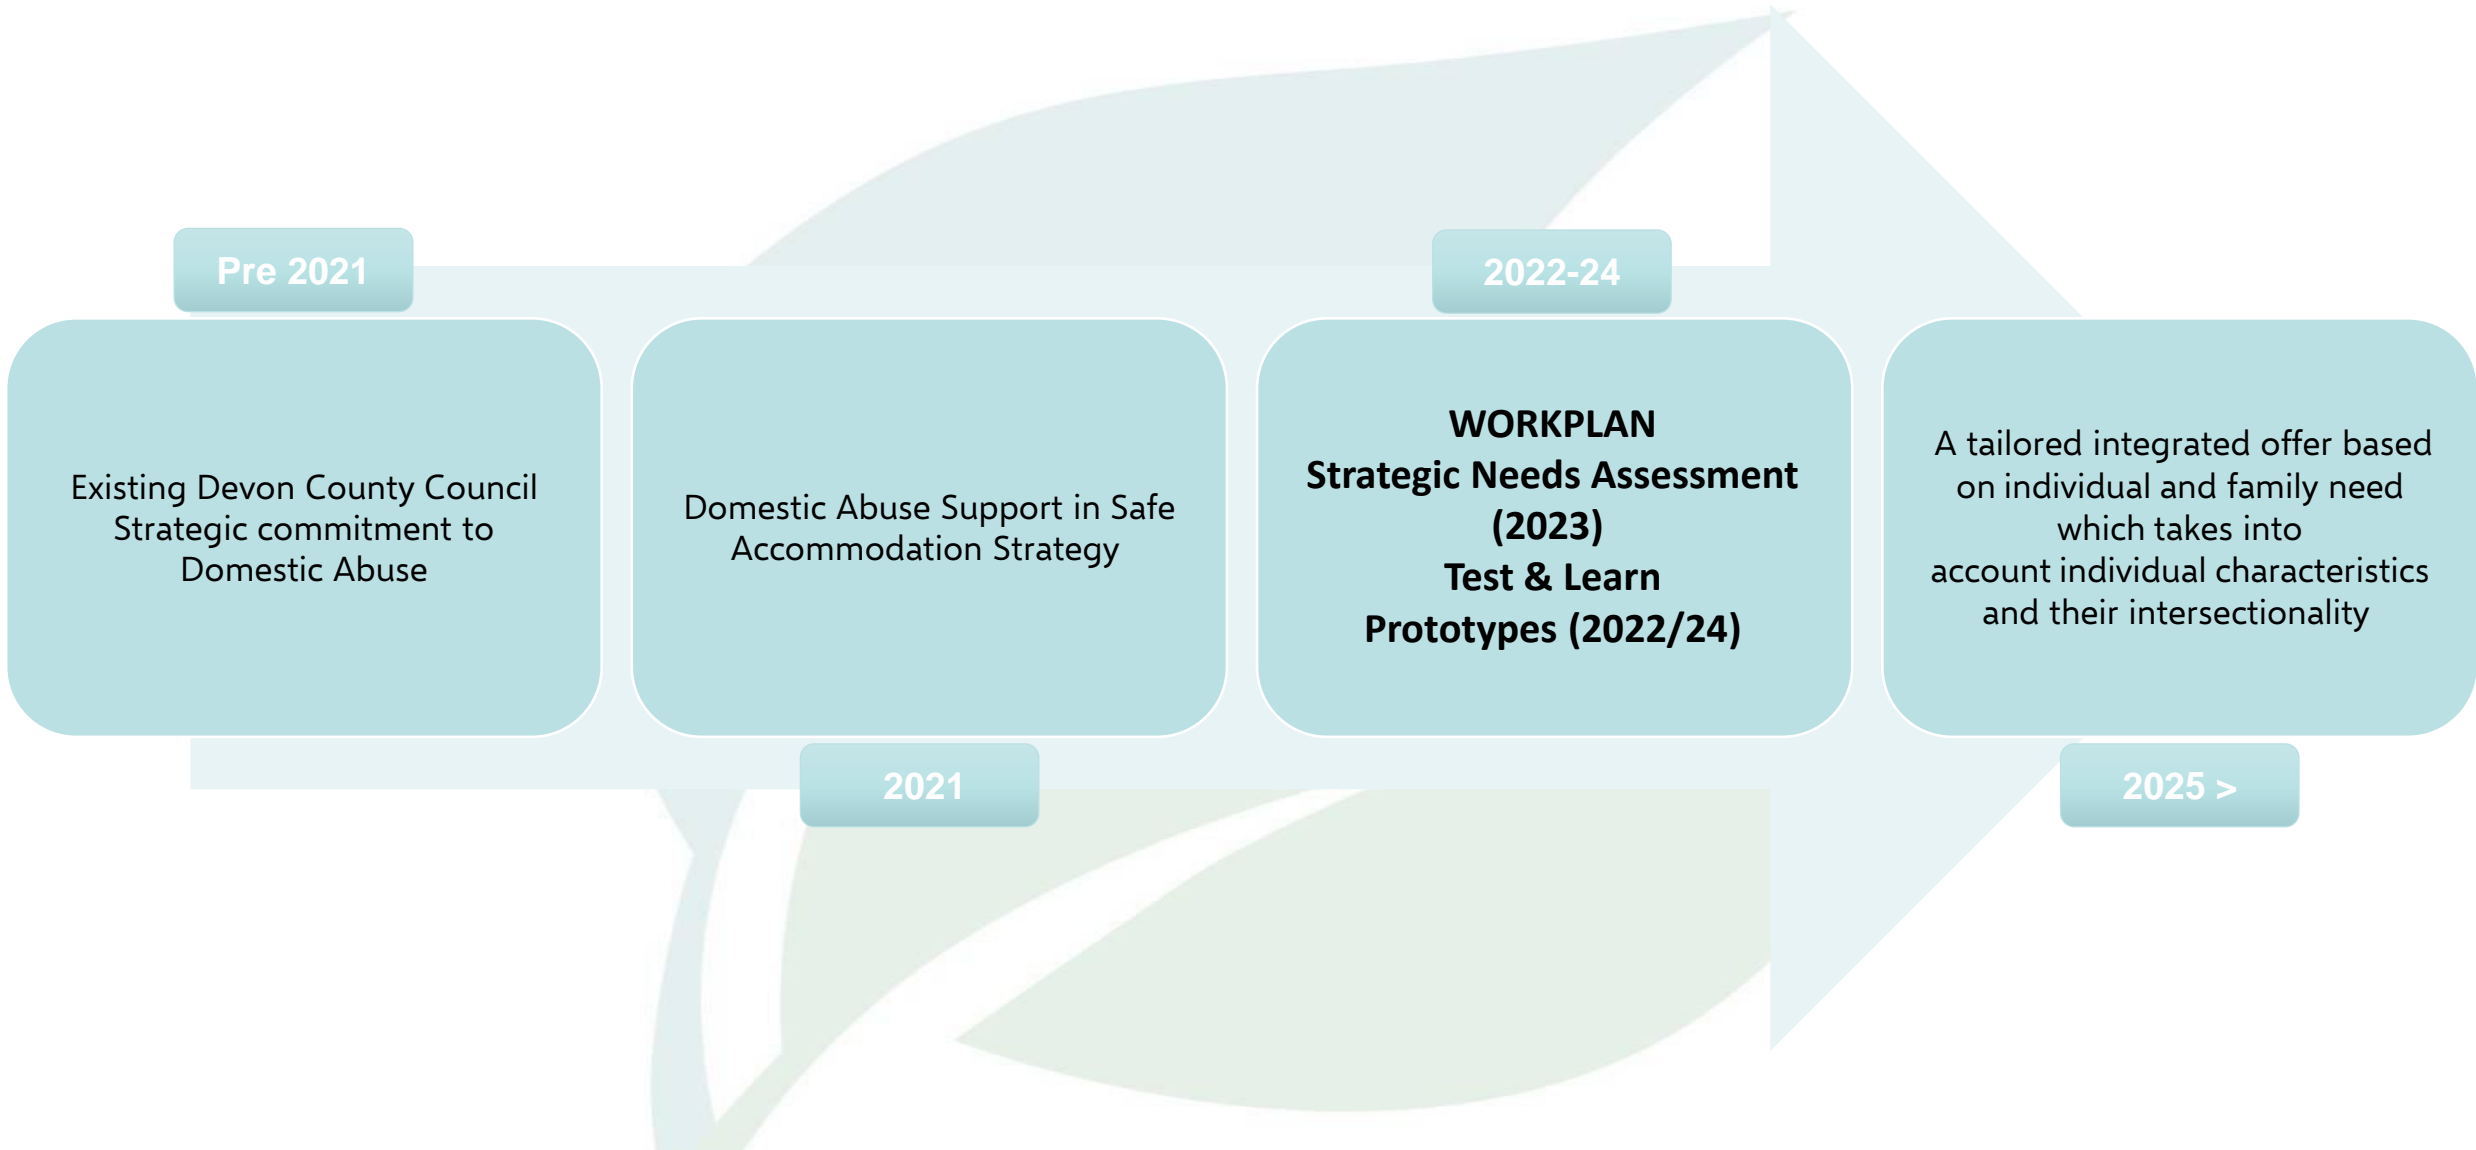 Pre 2021
Existing Devon County Council
Strategic commitment to
Domestic Abuse
2021
Domestic Abuse Support in Safe
Accommodation Strategy
2022-24
WORKPLAN
Strategic Needs Assessment
(2023)
Test & Learn
Prototypes (2022/24)
A tailored integrated offer based
on individual and family need
which takes into
account individual characteristics
and their intersectionality
2025 >